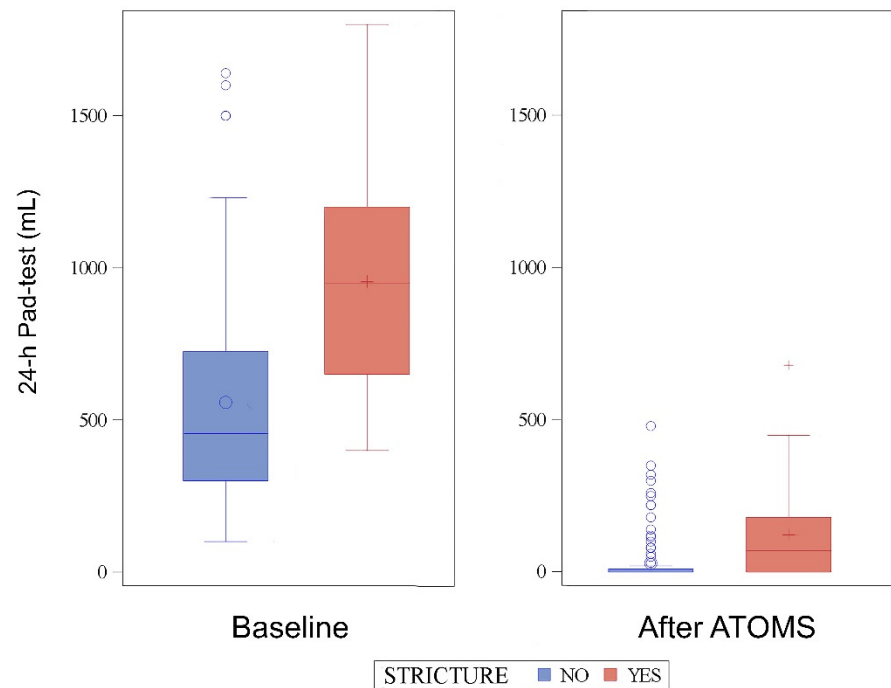 24-h Pad-test (mL)
1500
1000
500
0
1500
1000
500
0
Baseline
After ATOMS
STRICTURE NO YES